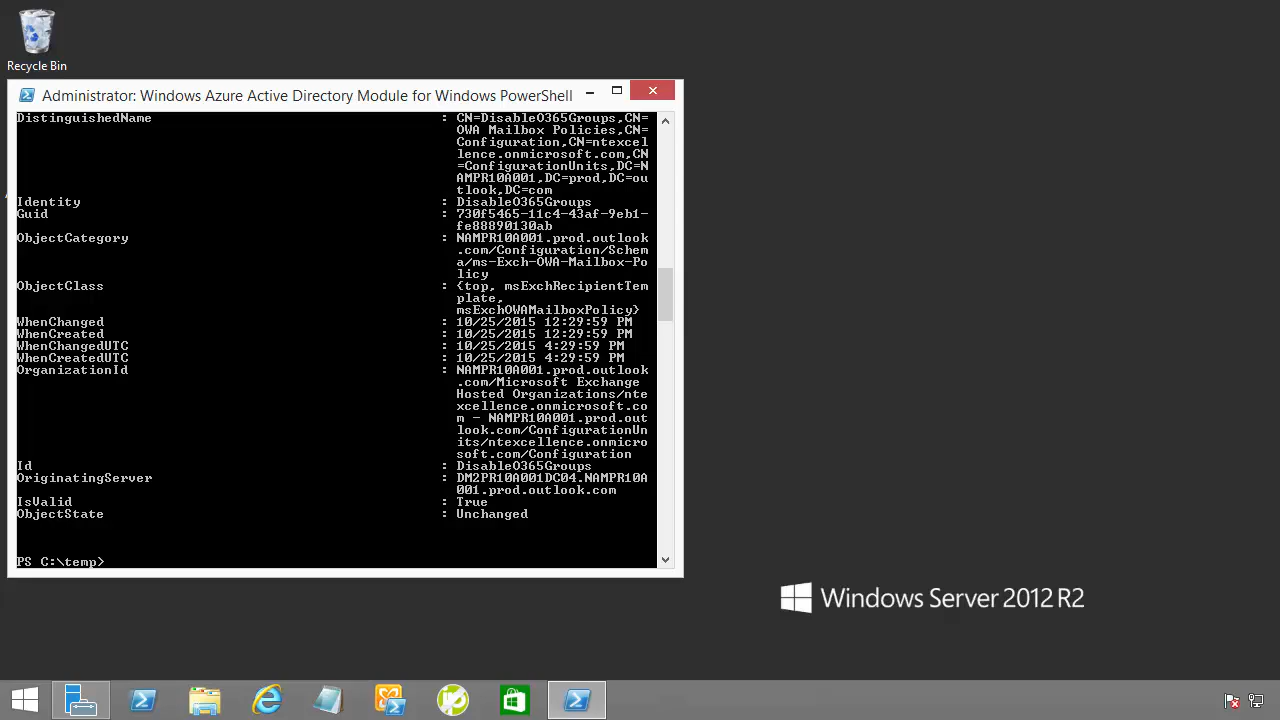 Recycle Bin
Administrator: Windows Azure Active Directory Module for Windows PowerShell
DistinguishedName : CN=DisableO365Groups,CN=
OWA Mailbox Policies,CN=
Configuration,CN=ntexcel
lence.onmicrosoft.com,CN
=ConfigurationUnits,DC=N
AMPR10A001,DC=prod,DC=ou
tlook,DC=com
Identity : DisableO365Groups
Guid : 730f5465-11c4-43af-9eb1-
fe88890130ab
ObjectCategory : NAMPR10A001.prod.outlook
.com/Configuration/Schem
a/ms-Exch-OWA-Mailbox-Po
licy
ObjectClass : {top, msExchRecipientTem
plate,
msExchOWAMailboxPolicy}
WhenChanged : 10/25/2015 12:29:59 PM
WhenCreated : 10/25/2015 12:29:59 PM
WhenChangedUTC : 10/25/2015 4:29:59 PM
WhenCreatedUTC : 10/25/2015 4:29:59 PM
OrganizationId : NAMPR10A001.prod.outlook
.com/Microsoft Exchange
Hosted Organizations/nte
xcellence.onmicrosoft.co
m - NAMPR10A001.prod.out
look.com/ConfigurationUn
its/ntexcellence.onmicro
soft.com/Configuration
Id : DisableO365Groups
OriginatingServer : DM2PR10A001DC04.NAMPR10A
001.prod.outlook.com
IsValid : True
ObjectState : Unchanged
PS C:\temp>
Windows Server 2012 R2